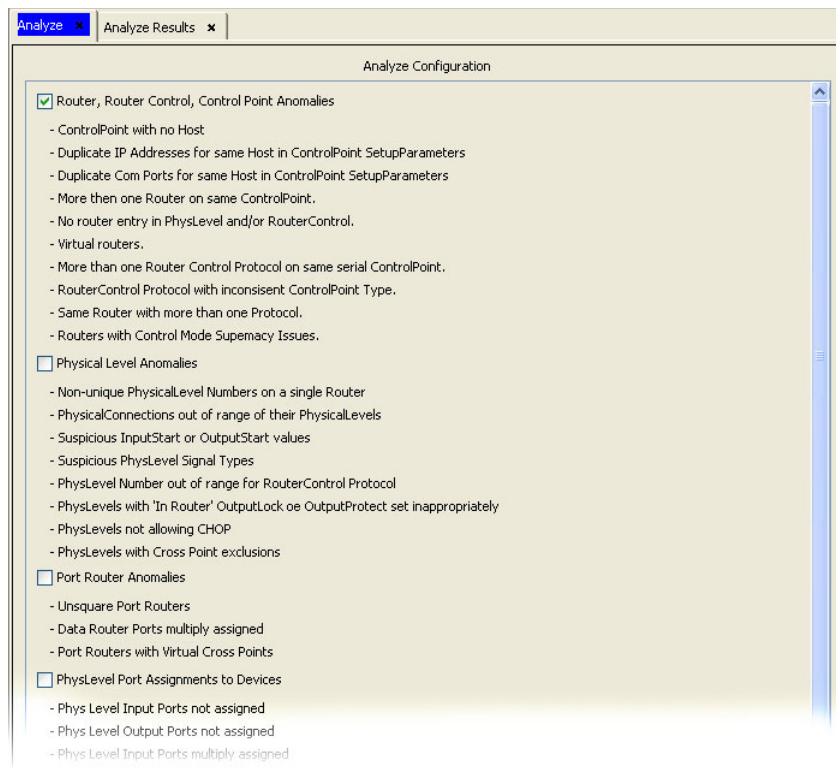 Analyze x
Analyze Results x
Analyze Configuration
Router, Router Control, Control Point Anomalies
- ControlPoint with no Host
- Duplicate IP Addresses for same Host in ControlPoint SetupParameters
- Duplicate Com Ports for same Host in ControlPoint SetupParameters
- More then one Router on same ControlPoint.
- No router entry in PhysLevel and/or RouterControl.
- Virtual routers.
- More than one Router Control Protocol on same serial ControlPoint.
- RouterControl Protocol with inconsisent ControlPoint Type.
- Same Router with more than one Protocol.
- Routers with Control Mode Supemacy Issues.
Physical Level Anomalies
- Non-unique PhysicalLevel Numbers on a single Router
- PhysicalConnections out of range of their PhysicalLevels
- Suspicious InputStart or OutputStart values
- Suspicious PhysLevel Signal Types
- PhysLevel Number out of range for RouterControl Protocol
- PhysLevels with 'In Router' OutputLock oe OutputProtect set inappropriately
- PhysLevels not allowing CHOP
- PhysLevels with Cross Point exclusions
Port Router Anomalies
- Unsquare Port Routers
- Data Router Ports multiply assigned
- Port Routers with Virtual Cross Points
PhysLevel Port Assignments to Devices
- Phys Level Input Ports not assigned
- Phys Level Output Ports not assigned
- Phys Level Input Ports multiply assigned